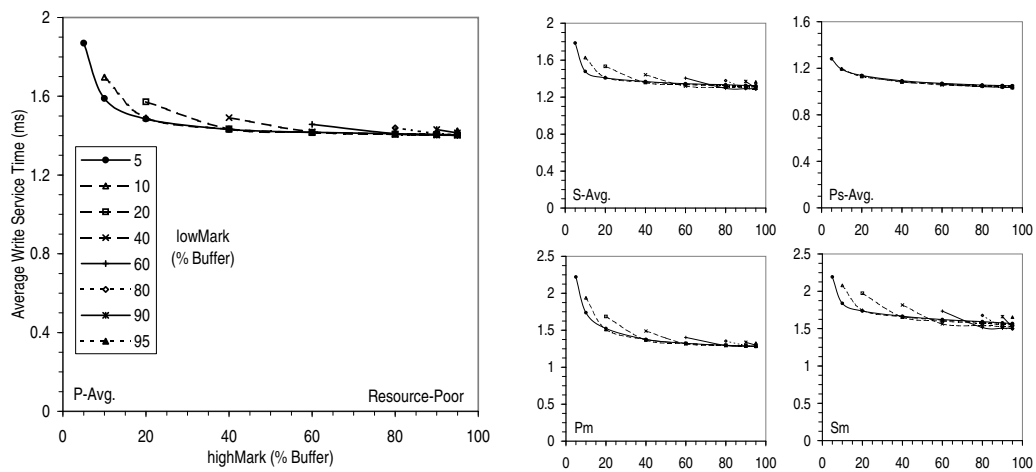 2
1.6
1.2
0.8
0.4
0
0 20 40 60 80 100
Average Write Service Time (ms)
highMark (% Buffer)
5
10
20
40
60
80
90
95
lowMark
(% Buffer)
P-Avg.
Resource-Poor
2
1.6
1.2
0.8
0.4
0
0 20 40 60 80 100
S-Avg.
1.6
1.2
0.8
0.4
0
0 20 40 60 80 100
Ps-Avg.
2.5
2
1.5
1
0.5
0
0 20 40 60 80 100
Pm
2.5
2
1.5
1
0.5
0
0 20 40 60 80 100
Sm